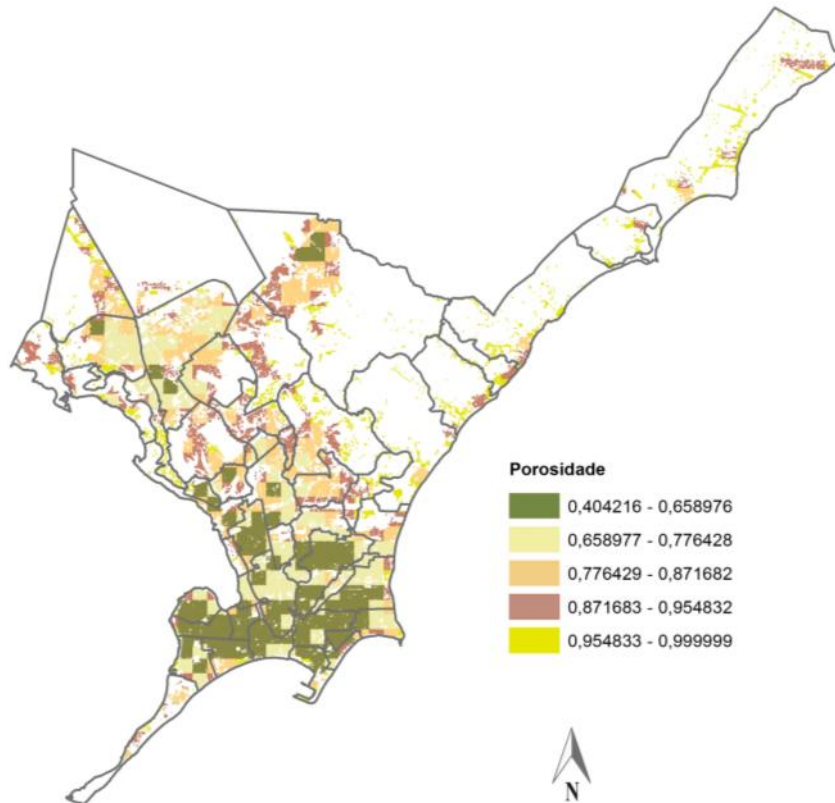 Porosidade
0,404216 - 0,658976
0,658977 - 0,776428
0,776429 - 0,871682
0,871683 - 0,954832
0,954833 - 0,999999
N